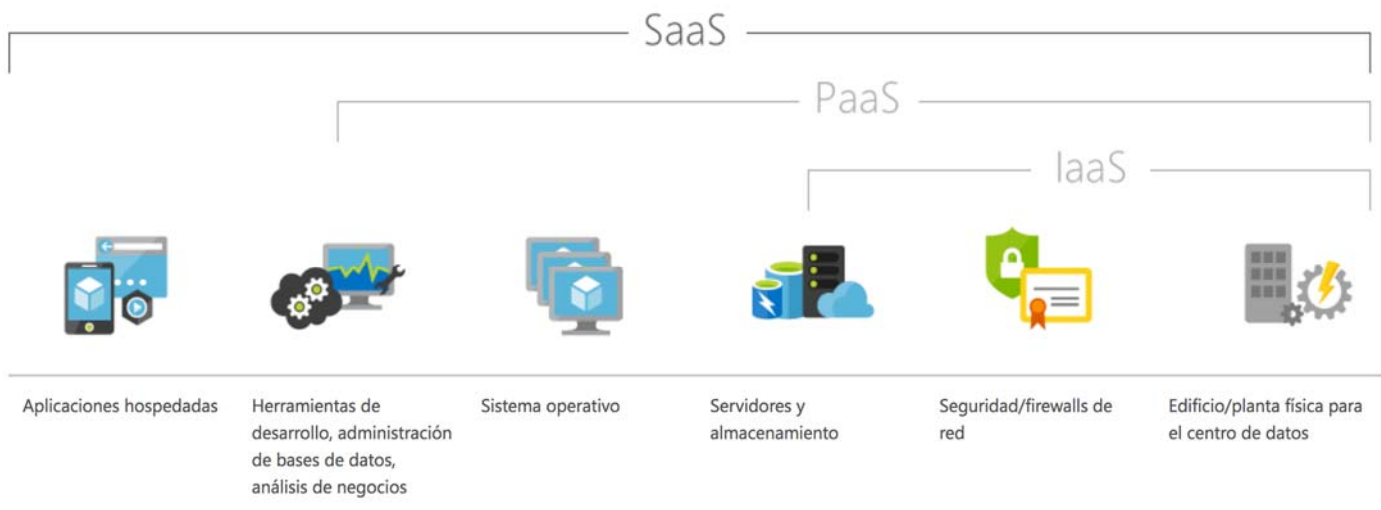 SaaS
PaaS
IaaS
Aplicaciones hospedadas
Herramientas de
desarrollo, administración
de bases de datos,
análisis de negocios
Sistema operativo
Servidores y
almacenamiento
Seguridad/firewalls de
red
Edificio/planta física para
el centro de datos